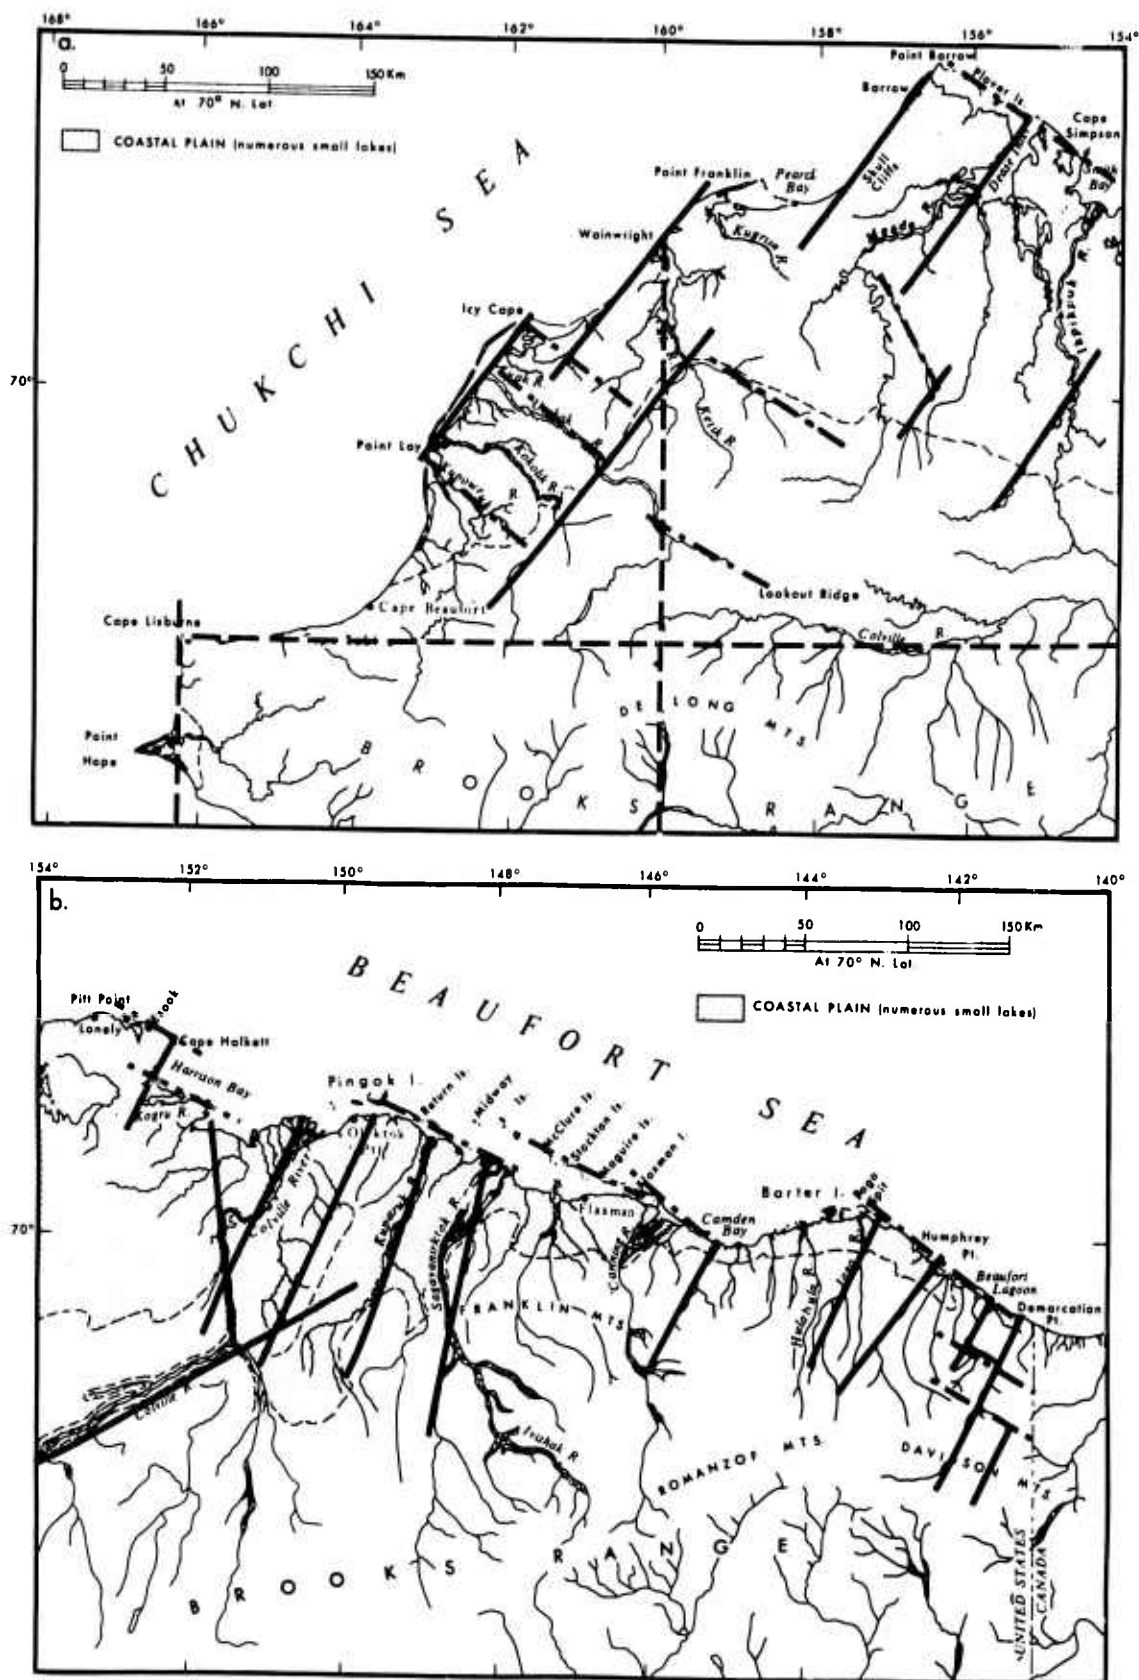 168° 166° 164° 162° 160° 158° 156° 154°
a.
0 50 100 150 Km
At 70° N. Lat
COASTAL PLAIN (numerous small lakes)
Point Barrow
Plover Is.
Barrow
Cape Simpson
Smith Bay
Dease Inlet
Skull Cliffs
Point Franklin
Peard Bay
Meade R.
Kugrua R.
Wainwright
Ikpikpuk R.
CHUKCHI SEA
Icy Cape
70°
Ketik R.
Point Lay
Kokolik R.
R.
Lookout Ridge
Cape Beaufort
Cape Lisburne
Colville R.
DE LONG MTS
Point Hope
BROOKS RANGE
154° 152° 150° 148° 146° 144° 142° 140°
b.
0 50 100 150 Km
At 70° N. Lat
COASTAL PLAIN (numerous small lakes)
BEAUFORT SEA
Pitt Point
Lonely
Cape Halkett
Harrison Bay
Kogru R.
Pingok I.
Return Is.
Midway Is.
McClure Is.
Stockton Is.
Maguire Is.
Flaxman I.
Colville River
Kuparuk R.
Sagavanirktok R.
Flaxman
Canning R.
Camden Bay
Barter I.
Humphrey Pt.
Beaufort Lagoon
Demarcation Pt.
Hulahula R.
Jago R.
70°
FRANKLIN MTS
Colville R.
Ivishak R.
ROMANZOF MTS
DAVIDSON MTS
BROOKS RANGE
UNITED STATES
CANADA